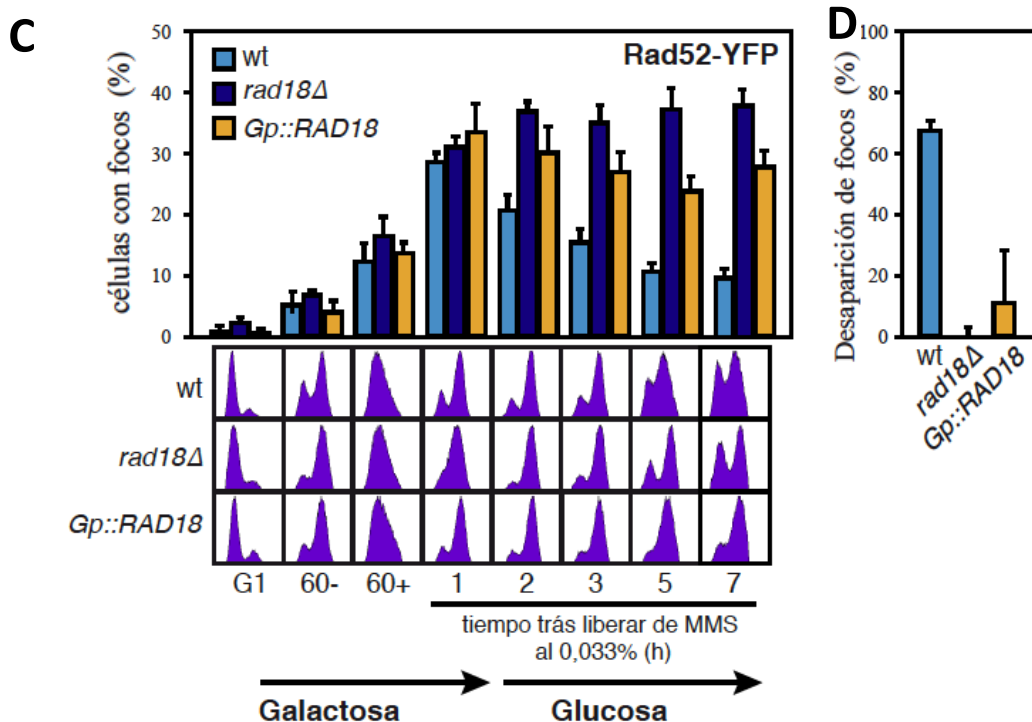 C
50
40
30
20
10
0
células con focos (%)
wt
rad18Δ
Gp::RAD18
Rad52-YFP
D
100
80
60
40
20
0
Desaparición de focos (%)
wt
rad18Δ
Gp::RAD18
wt
rad18Δ
Gp::RAD18
G1 60- 60+ 1 2 3 5 7
tiempo trás liberar de MMS
al 0,033% (h)
Galactosa Glucosa